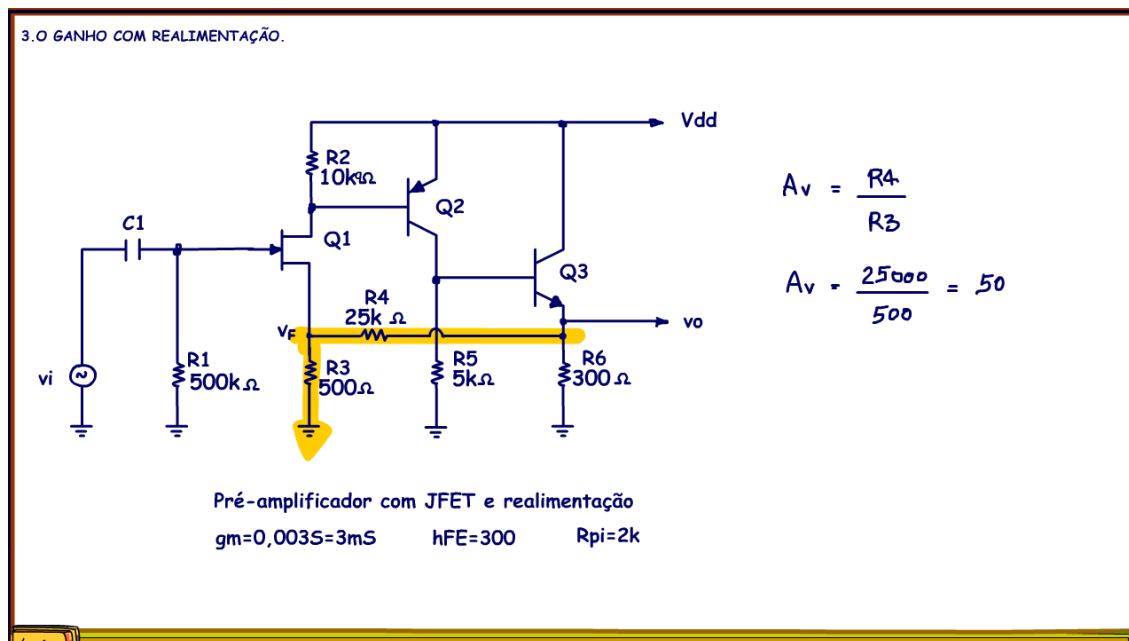 3.O GANHO COM REALIMENTAÇÃO.
Vdd
R2
10kΩ
Q2
C1
Q1
Q3
R4
25k Ω
vF
vo
R1
500kΩ
R3
500Ω
R5
5kΩ
R6
300Ω
vi
~
Av = R4
R3
Av = 25000 = 50
500
Pré-amplificador com JFET e realimentação
gm=0,003S=3mS hFE=300 Rpi=2k